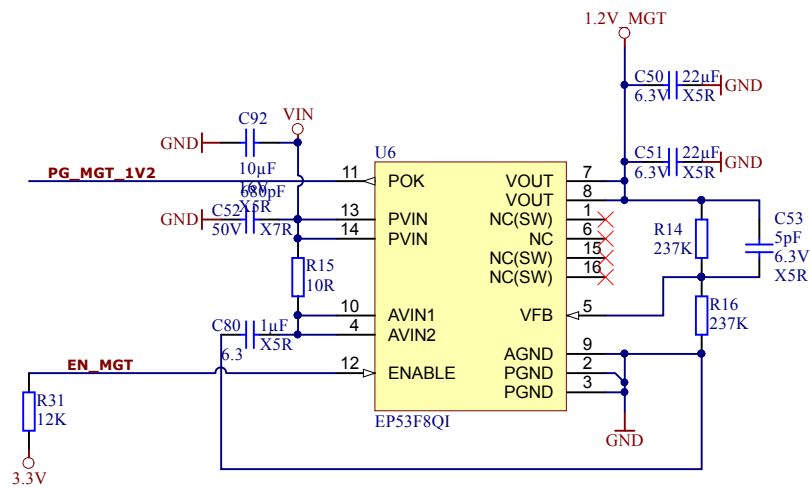 1.2V_MGT
C50 22µF
6.3V X5R GND
VIN
C92
GND
10µF
16V
X5R
U6
C51 22µF
6.3V X5R GND
PG_MGT_1V2
11 POK VOUT 7
VOUT 8
680pF
GND C52
50V X7R
13 PVIN NC(SW) 1
14 PVIN NC 6
NC(SW) 15
NC(SW) 16
R14
237K
C53
5pF
6.3V
X5R
R15
10R
10 AVIN1 VFB 5
4 AVIN2
R16
237K
C80 1µF
6.3 X5R
AGND 9
EN_MGT
12 ENABLE PGND 2
PGND 3
R31
12K
EP53F8QI
GND
3.3V